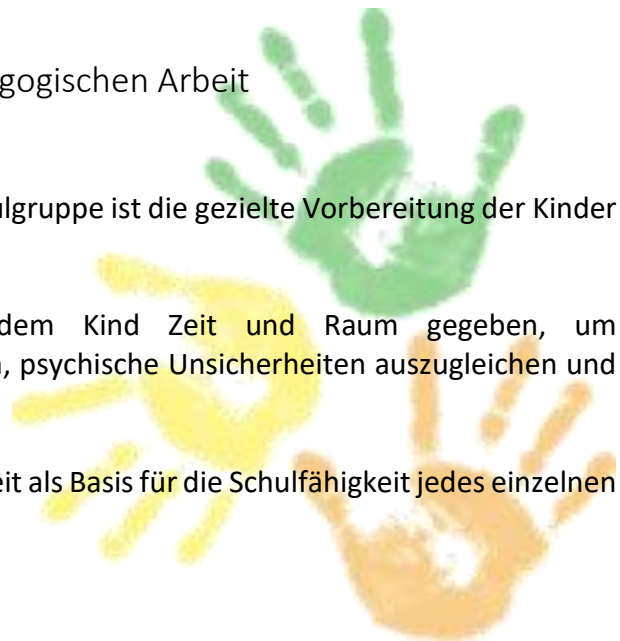 gogischen Arbeit
ulgruppe ist die gezielte Vorbereitung der Kinder
dem Kind Zeit und Raum gegeben, um
, psychische Unsicherheiten auszugleichen und
eit als Basis für die Schulfähigkeit jedes einzelnen